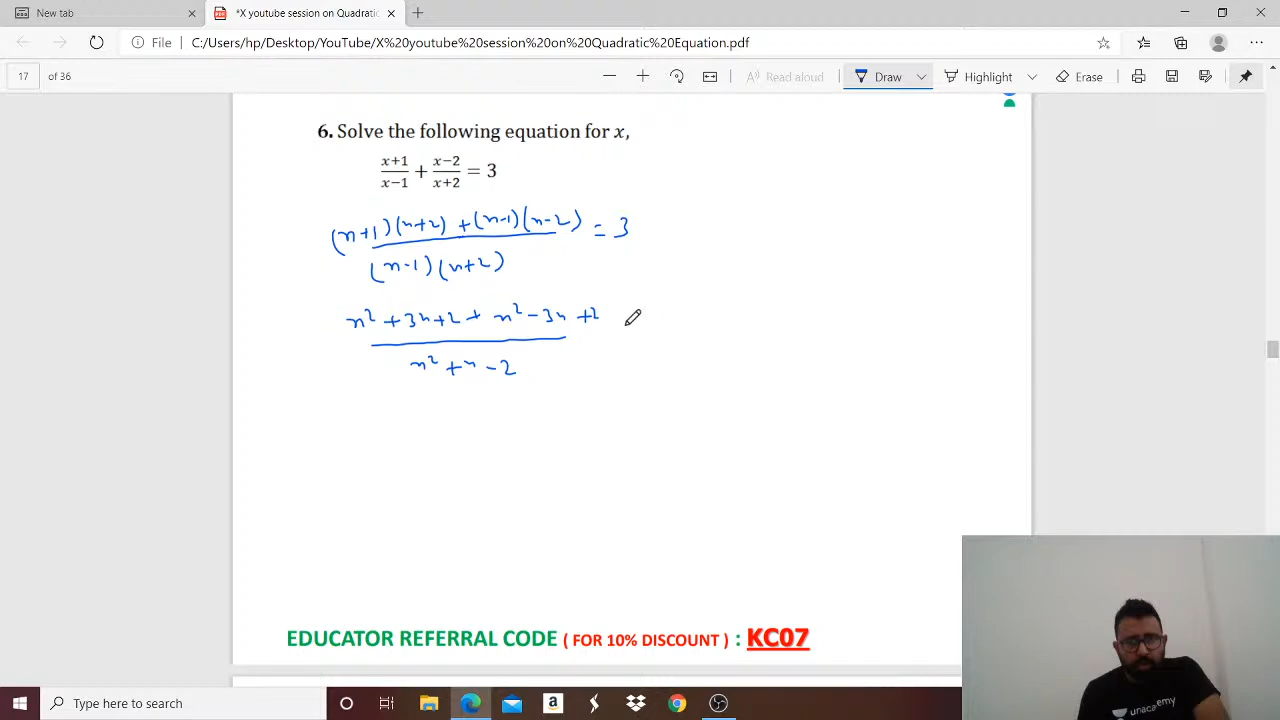 New tab
*X youtube session on Quadratic
File C:/Users/hp/Desktop/YouTube/X%20youtube%20session%20on%20Quadratic%20Equation.pdf
17 of 36
Read aloud
Draw
Highlight
Erase
6. Solve the following equation for x,
(x+1)/(x−1) + (x−2)/(x+2) = 3
(x+1)(x+2) + (x-1)(x-2) = 3
(x-1)(x+2)
x² + 3x + 2 + x² - 3x + 2
x² + x - 2
EDUCATOR REFERRAL CODE ( FOR 10% DISCOUNT ) : KC07
unacademy
Type here to search